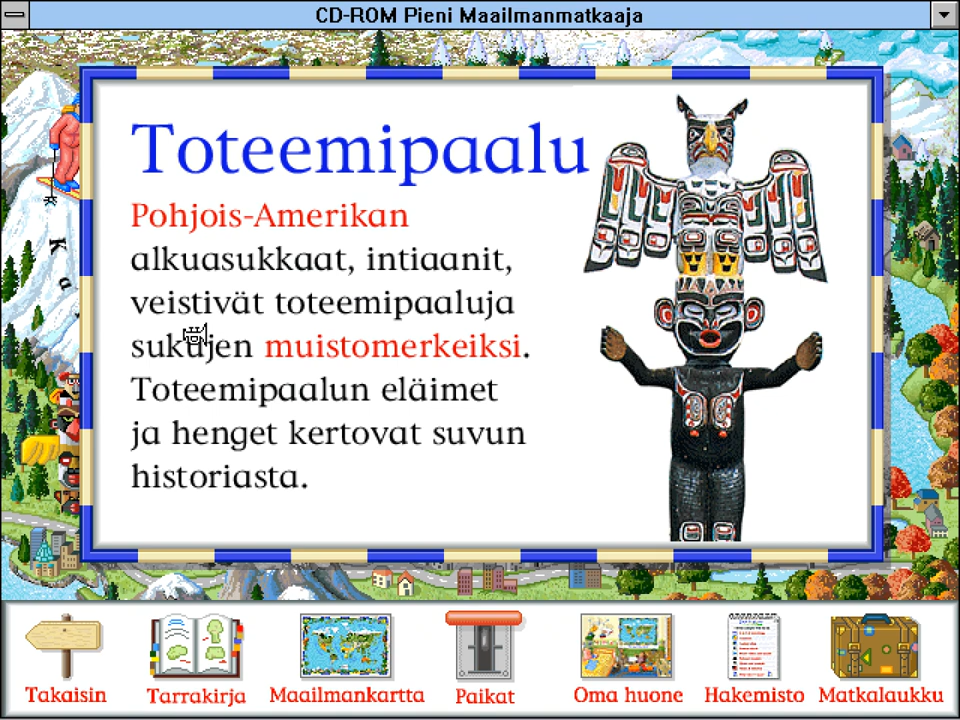 CD-ROM Pieni Maailmanmatkaaja
Toteemipaalu
Pohjois-Amerikan
alkuasukkaat, intiaanit,
veistivät toteemipaaluja
sukujen muistomerkeiksi.
Toteemipaalun eläimet
ja henget kertovat suvun
historiasta.
Takaisin
Tarrakirja
Maailmankartta
Paikat
Oma huone
Hakemisto
Matkalaukku